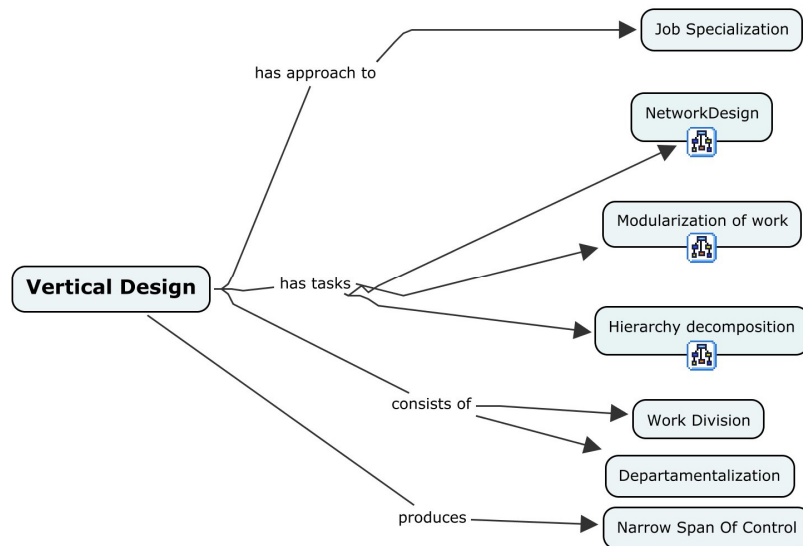 Job Specialization
has approach to
NetworkDesign
Modularization of work
has tasks
Vertical Design
Hierarchy decomposition
consists of
Work Division
Departamentalization
produces
Narrow Span Of Control